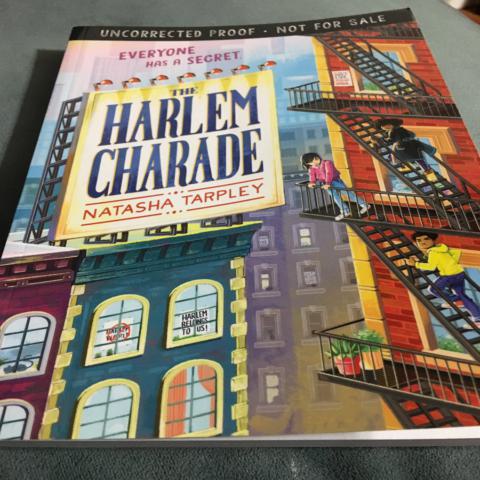 UNCORRECTED PROOF · NOT FOR SALE
EVERYONE
HAS A SECRET
THE
HARLEM
CHARADE
NATASHA TARPLEY
HARLEM
BELONGS
TO US!